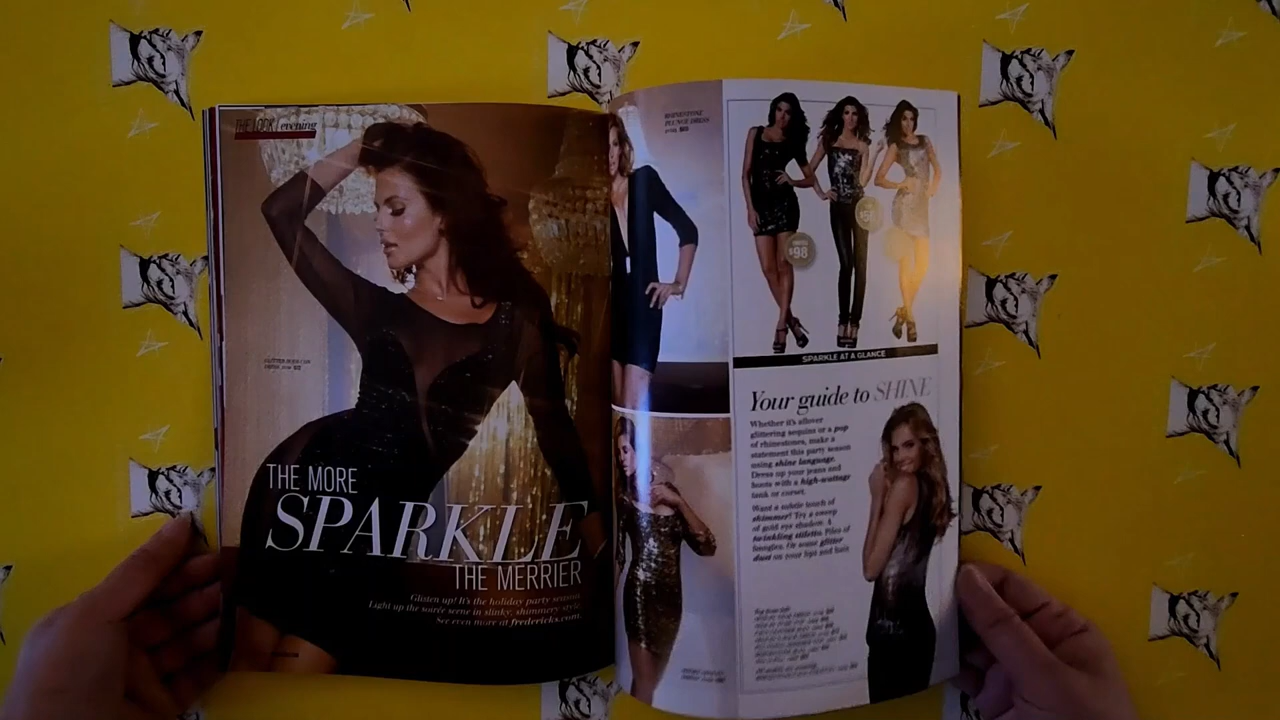 THE LOOK / evening
THE MORE
SPARKLE
THE MERRIER
Glisten up! It's the holiday party season.
Light up the soirée scene in slinky, shimmery style.
See even more at fredericks.com.
RHINESTONE
PLUNGE DRESS
$98
$58
SPARKLE AT A GLANCE
Your guide to SHINE
Whether it's allover
glittering sequins or a pop
of rhinestones, make a
statement this party season
using shine language.
Dress up your jeans and
boots with a high-wattage
tank or corset.
Want a subtle touch of
shimmer? Try a sweep
of gold eye shadow. A
twinkling stiletto. Piles of
bangles. Or some glitter
dust on your lips and hair.